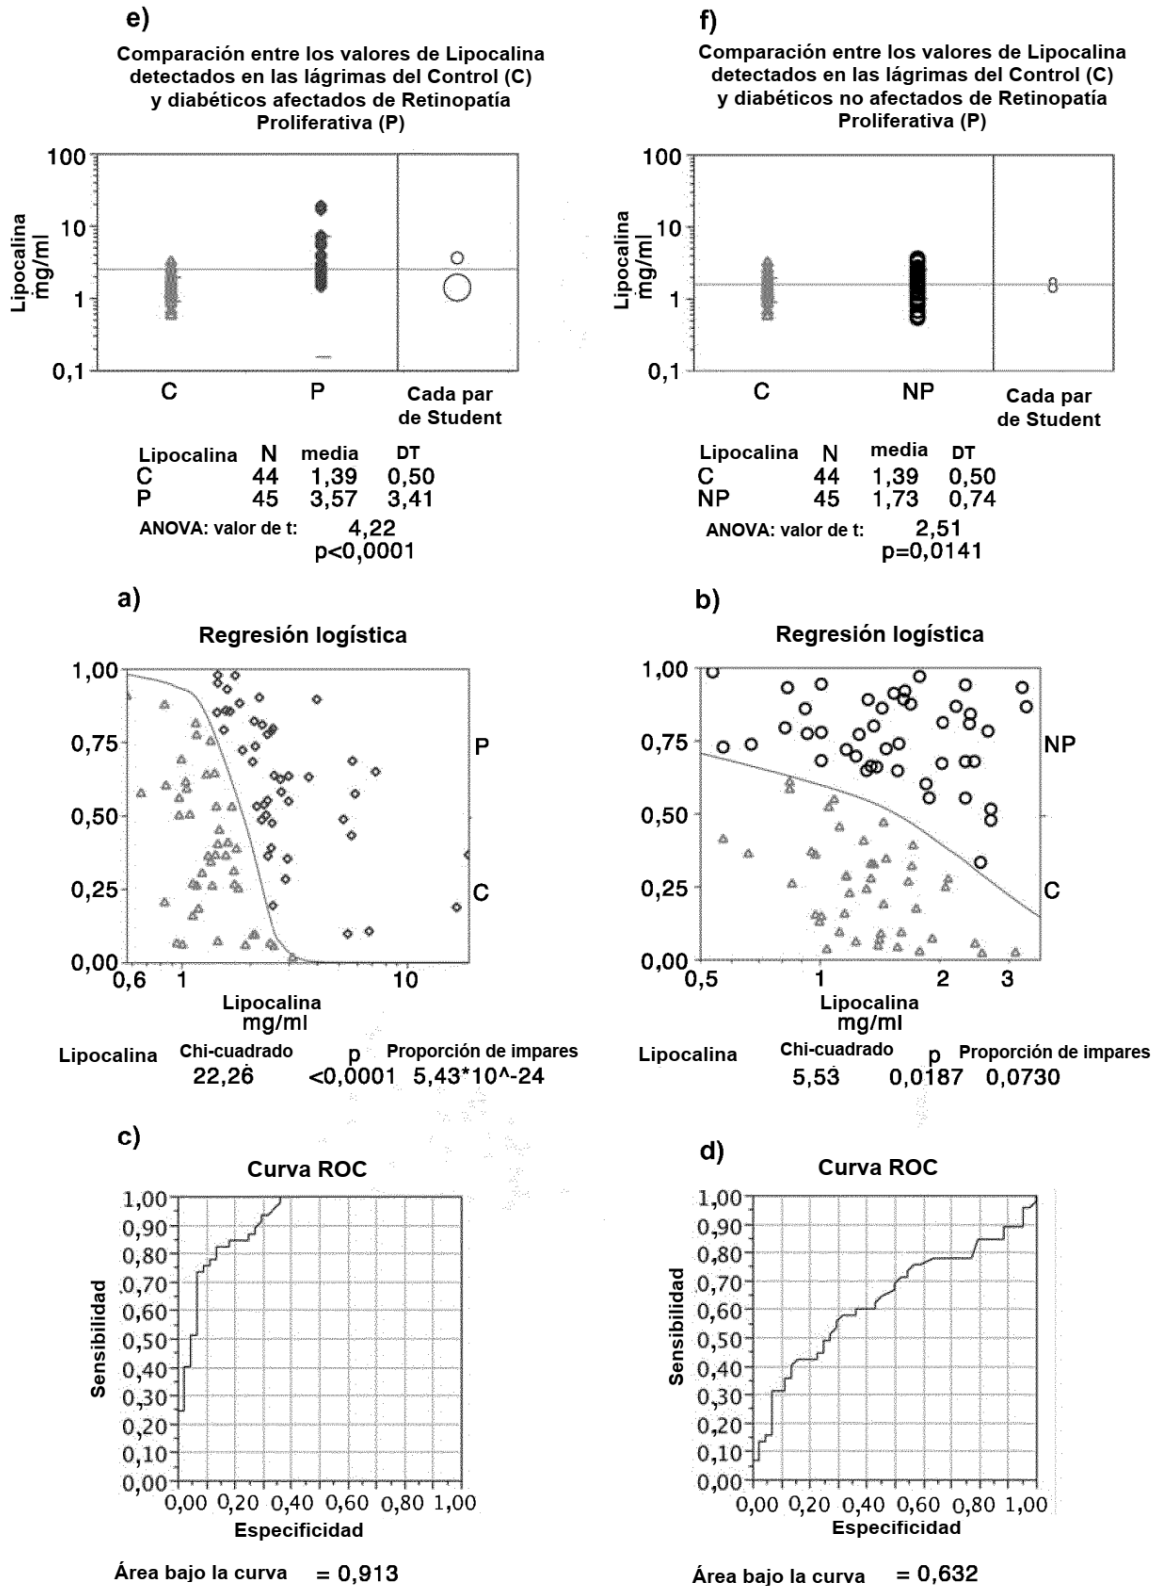 e)
Comparación entre los valores de Lipocalina
detectados en las lágrimas del Control (C)
y diabéticos afectados de Retinopatía
Proliferativa (P)
100
10
1
0,1
Lipocalina
mg/ml
C
P
Cada par
de Student
Lipocalina N media DT
C 44 1,39 0,50
P 45 3,57 3,41
ANOVA: valor de t: 4,22
p<0,0001
f)
Comparación entre los valores de Lipocalina
detectados en las lágrimas del Control (C)
y diabéticos no afectados de Retinopatía
Proliferativa (P)
100
10
1
0,1
Lipocalina
mg/ml
C
NP
Cada par
de Student
Lipocalina N media DT
C 44 1,39 0,50
NP 45 1,73 0,74
ANOVA: valor de t: 2,51
p=0,0141
a)
Regresión logística
1,00
0,75
0,50
0,25
0,00
P
C
0,6 1 10
Lipocalina
mg/ml
Lipocalina Chi-cuadrado p Proporción de impares
22,26 <0,0001 5,43*10^-24
b)
Regresión logística
1,00
0,75
0,50
0,25
0,00
NP
C
0,5 1 2 3
Lipocalina
mg/ml
Lipocalina Chi-cuadrado p Proporción de impares
5,53 0,0187 0,0730
c)
Curva ROC
1,00
0,90
0,80
0,70
0,60
0,50
0,40
0,30
0,20
0,10
0,00
Sensibilidad
0,00 0,20 0,40 0,60 0,80 1,00
Especificidad
Área bajo la curva = 0,913
d)
Curva ROC
1,00
0,90
0,80
0,70
0,60
0,50
0,40
0,30
0,20
0,10
0,00
Sensibilidad
0,00 0,20 0,40 0,60 0,80 1,00
Especificidad
Área bajo la curva = 0,632